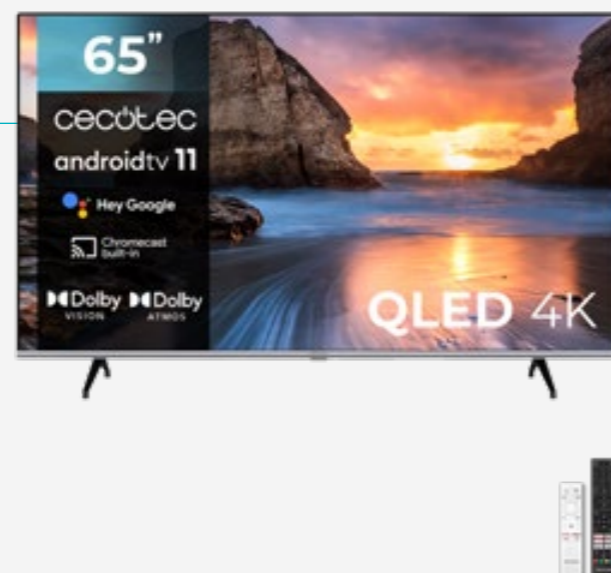 65”
cecotec
androidtv 11
Hey Google
Chromecast
built-in
Dolby Dolby
VISION ATMOS
QLED 4K